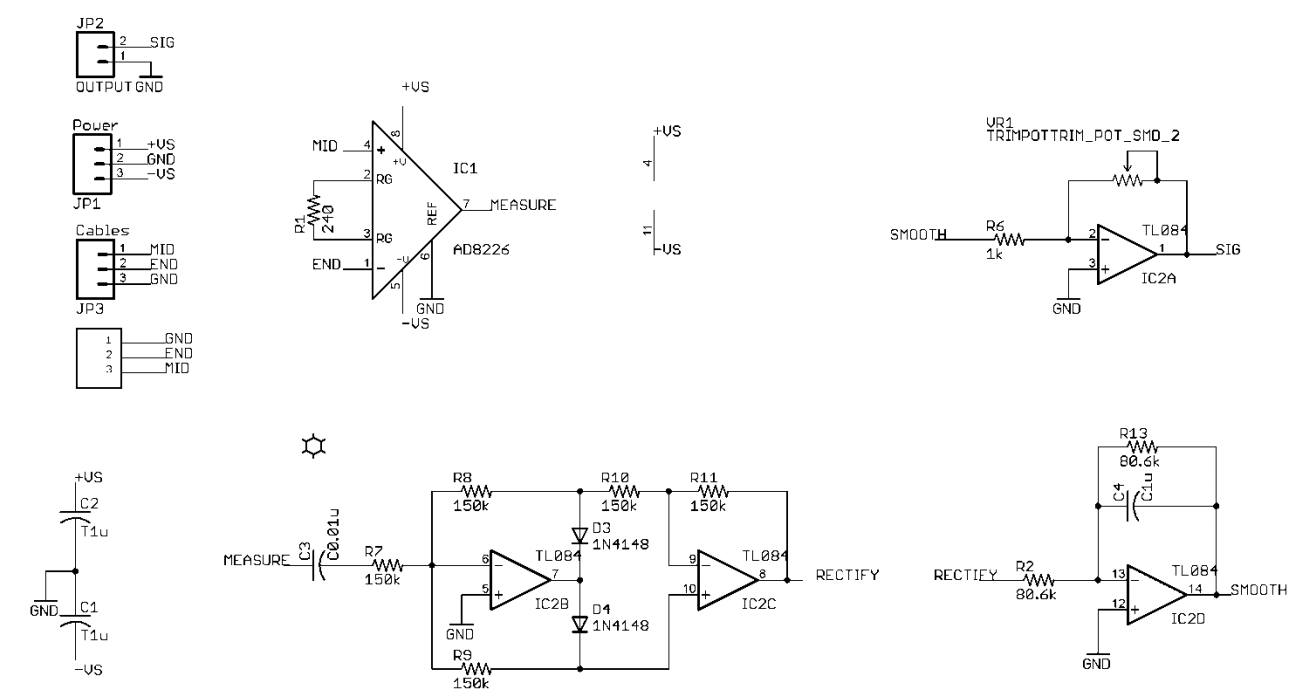 JP2
2 SIG
1
OUTPUT GND
Power
1 +VS
2 GND
3 -VS
JP1
Cables
1 MID
2 END
3 GND
JP3
1 GND
2 END
3 MID
+VS
8
MID 4 +
+V
IC1
2 RG
R1
240
7 MEASURE
REF
3 RG
AD8226
END 1 -
-V
6
5
GND
-VS
+VS
4
11
-VS
VR1
TRIMPOTTRIM_POT_SMD_2
SMOOTH
R6
1k
TL084
2 -
1
SIG
3 +
IC2A
GND
+VS
C2
T1u
GND
C1
T1u
-VS
MEASURE
C3
C0.01u
R7
150k
R8
150k
R10
150k
R11
150k
D3
1N4148
TL084
6 -
7
5 +
IC2B
GND
D4
1N4148
R9
150k
TL084
9 -
8
10 +
IC2C
RECTIFY
RECTIFY
R2
80.6k
R13
80.6k
C4
C1u
TL084
13 -
14
SMOOTH
12 +
IC2D
GND